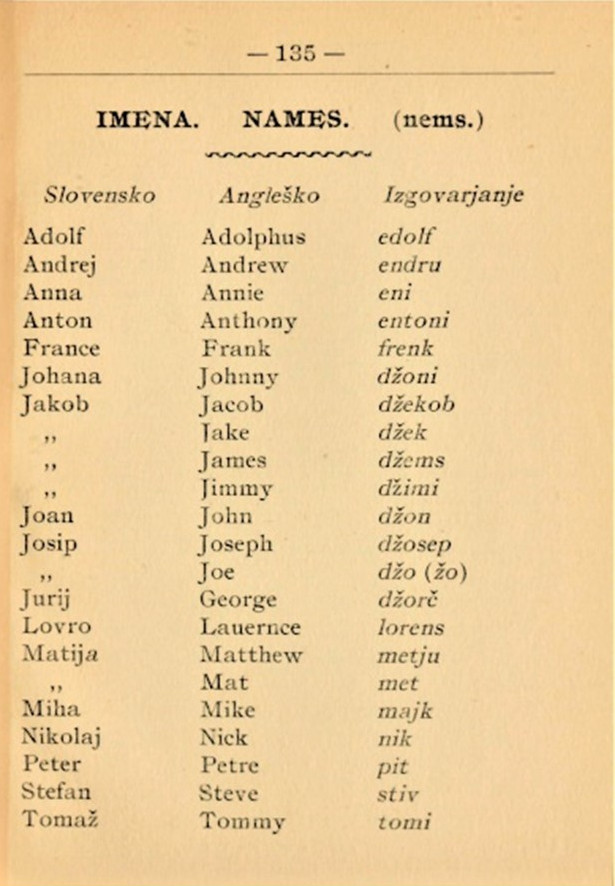 — 135 —
IMENA. NAMES. (nems.)
Slovensko Angleško Izgovarjanje
Adolf Adolphus edolf
Andrej Andrew endru
Anna Annie eni
Anton Anthony entoni
France Frank frenk
Johana Johnny džoni
Jakob Jacob džekob
„ Jake džek
„ James džems
„ Jimmy džimi
Joan John džon
Josip Joseph džosep
„ Joe džo (žo)
Jurij George džorč
Lovro Lauernce lorens
Matija Matthew metju
„ Mat met
Miha Mike majk
Nikolaj Nick nik
Peter Petre pit
Stefan Steve stiv
Tomaž Tommy tomi